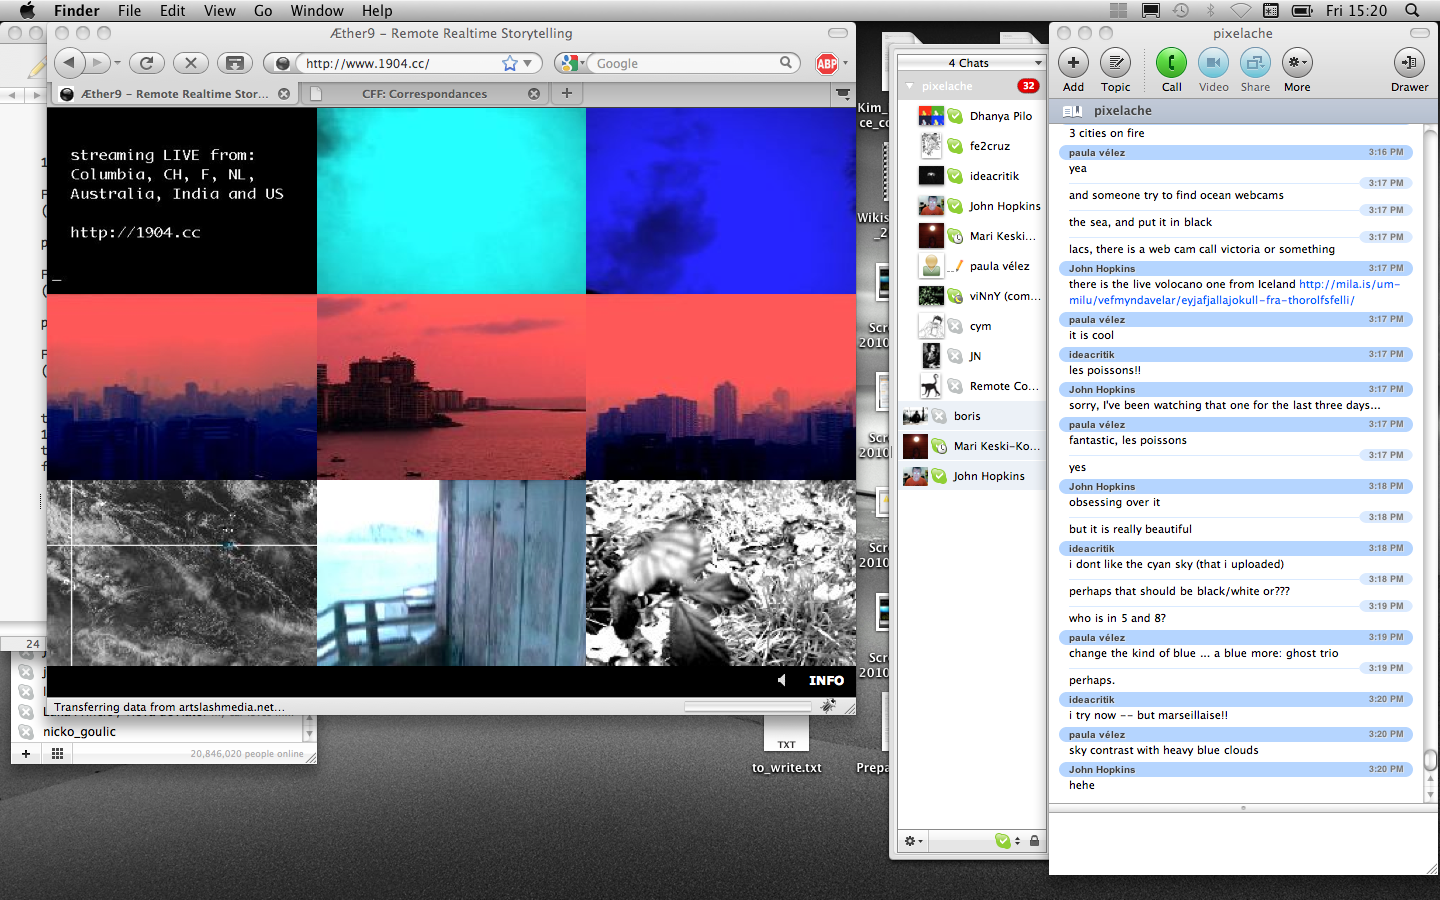 Finder File Edit View Go Window Help
Fri 15:20
Æther9 – Remote Realtime Storytelling
http://www.1904.cc/
Google
ABP
Æther9 – Remote Realtime Stor...
CFF: Correspondances
streaming LIVE from:
Columbia, CH, F, NL,
Australia, India and US
http://1904.cc
_
INFO
Transferring data from artslashmedia.net...
24
nicko_goulic
20,846,020 people online
TXT
to_write.txt
Prepa
Kim_
ce_co
Wikis
_2
Scr
2010
Scr
2010
Scr
2010
Scr
2010
4 Chats
pixelache
32
Dhanya Pilo
fe2cruz
ideacritik
John Hopkins
Mari Keski...
paula vélez
viNnY (com...
cym
JN
Remote Co...
boris
Mari Keski-Ko...
John Hopkins
pixelache
Add
Topic
Call
Video
Share
More
Drawer
pixelache
3 cities on fire
paula vélez 3:16 PM
yea
3:17 PM
and someone try to find ocean webcams
3:17 PM
the sea, and put it in black
3:17 PM
lacs, there is a web cam call victoria or something
John Hopkins 3:17 PM
there is the live volocano one from Iceland http://mila.is/um-
milu/vefmyndavelar/eyjafjallajokull-fra-thorolfsfelli/
paula vélez 3:17 PM
it is cool
ideacritik 3:17 PM
les poissons!!
John Hopkins 3:17 PM
sorry, I've been watching that one for the last three days...
paula vélez 3:17 PM
fantastic, les poissons
3:17 PM
yes
John Hopkins 3:18 PM
obsessing over it
3:18 PM
but it is really beautiful
ideacritik 3:18 PM
i dont like the cyan sky (that i uploaded)
3:18 PM
perhaps that should be black/white or???
3:19 PM
who is in 5 and 8?
paula vélez 3:19 PM
change the kind of blue ... a blue more: ghost trio
3:19 PM
perhaps.
ideacritik 3:20 PM
i try now -- but marseillaise!!
paula vélez 3:20 PM
sky contrast with heavy blue clouds
John Hopkins 3:20 PM
hehe